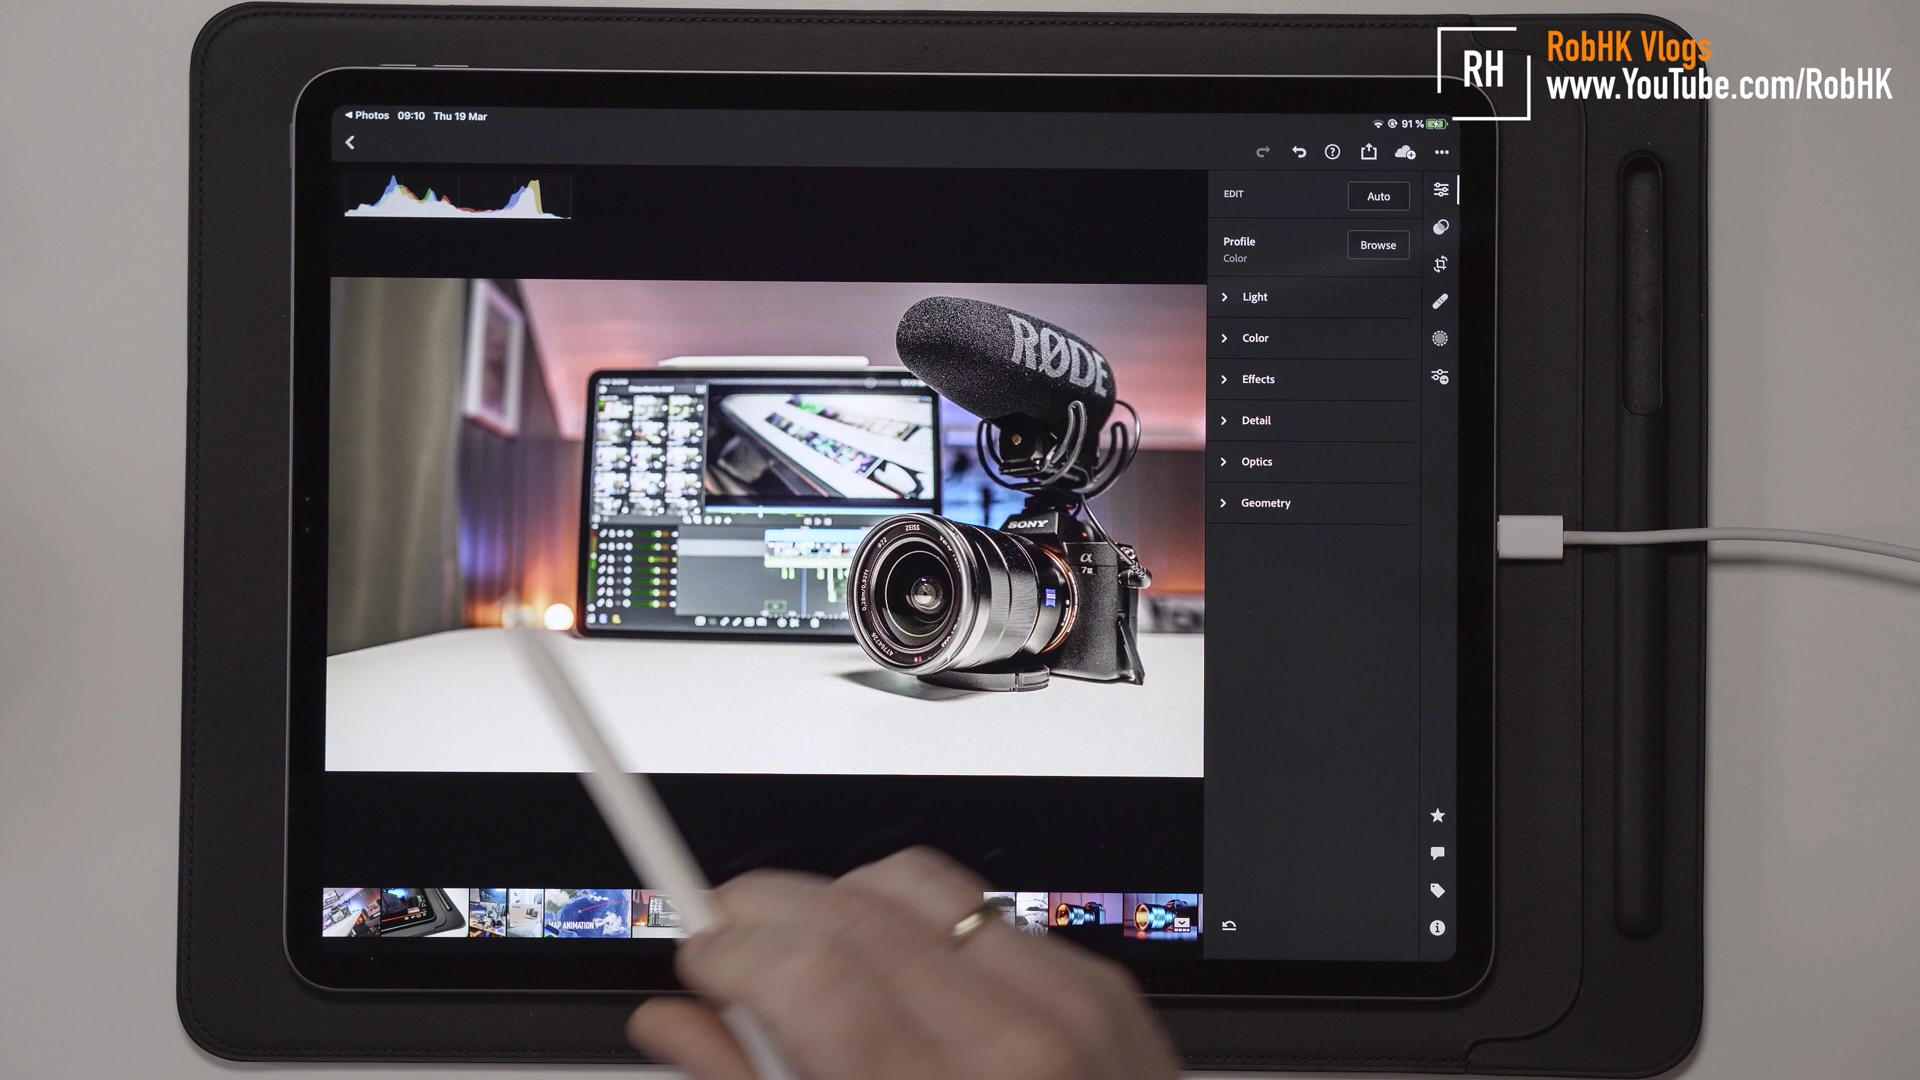 RH
RobHK Vlogs
www.YouTube.com/RobHK
Photos 09:10 Thu 19 Mar
91 %
EDIT
Auto
Profile
Color
Browse
Light
Color
Effects
Detail
Optics
Geometry
RØDE
SONY
α
7III
ZEISS
MAP ANIMATION